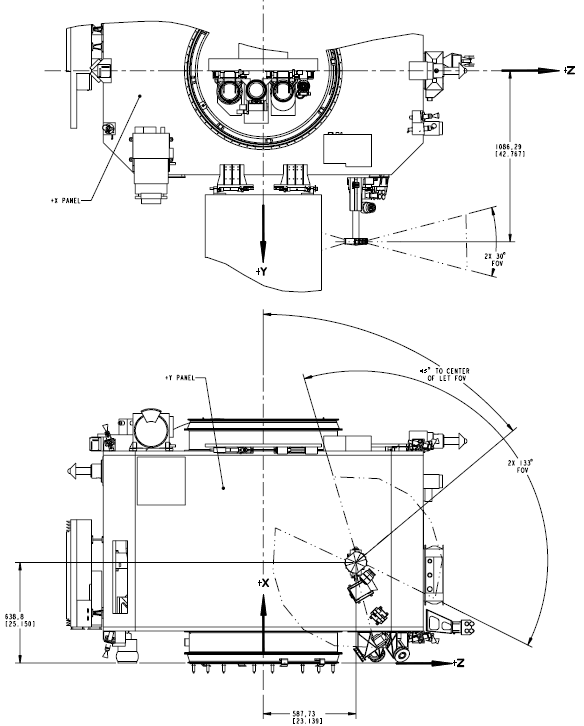 +Z
1086.29
[42.767]
+X PANEL
+Y
2X 30°
FOV
45° TO CENTER
OF LET FOV
+Y PANEL
2X 133°
FOV
+X
638.8
[25.150]
+Z
587.73
[23.139]